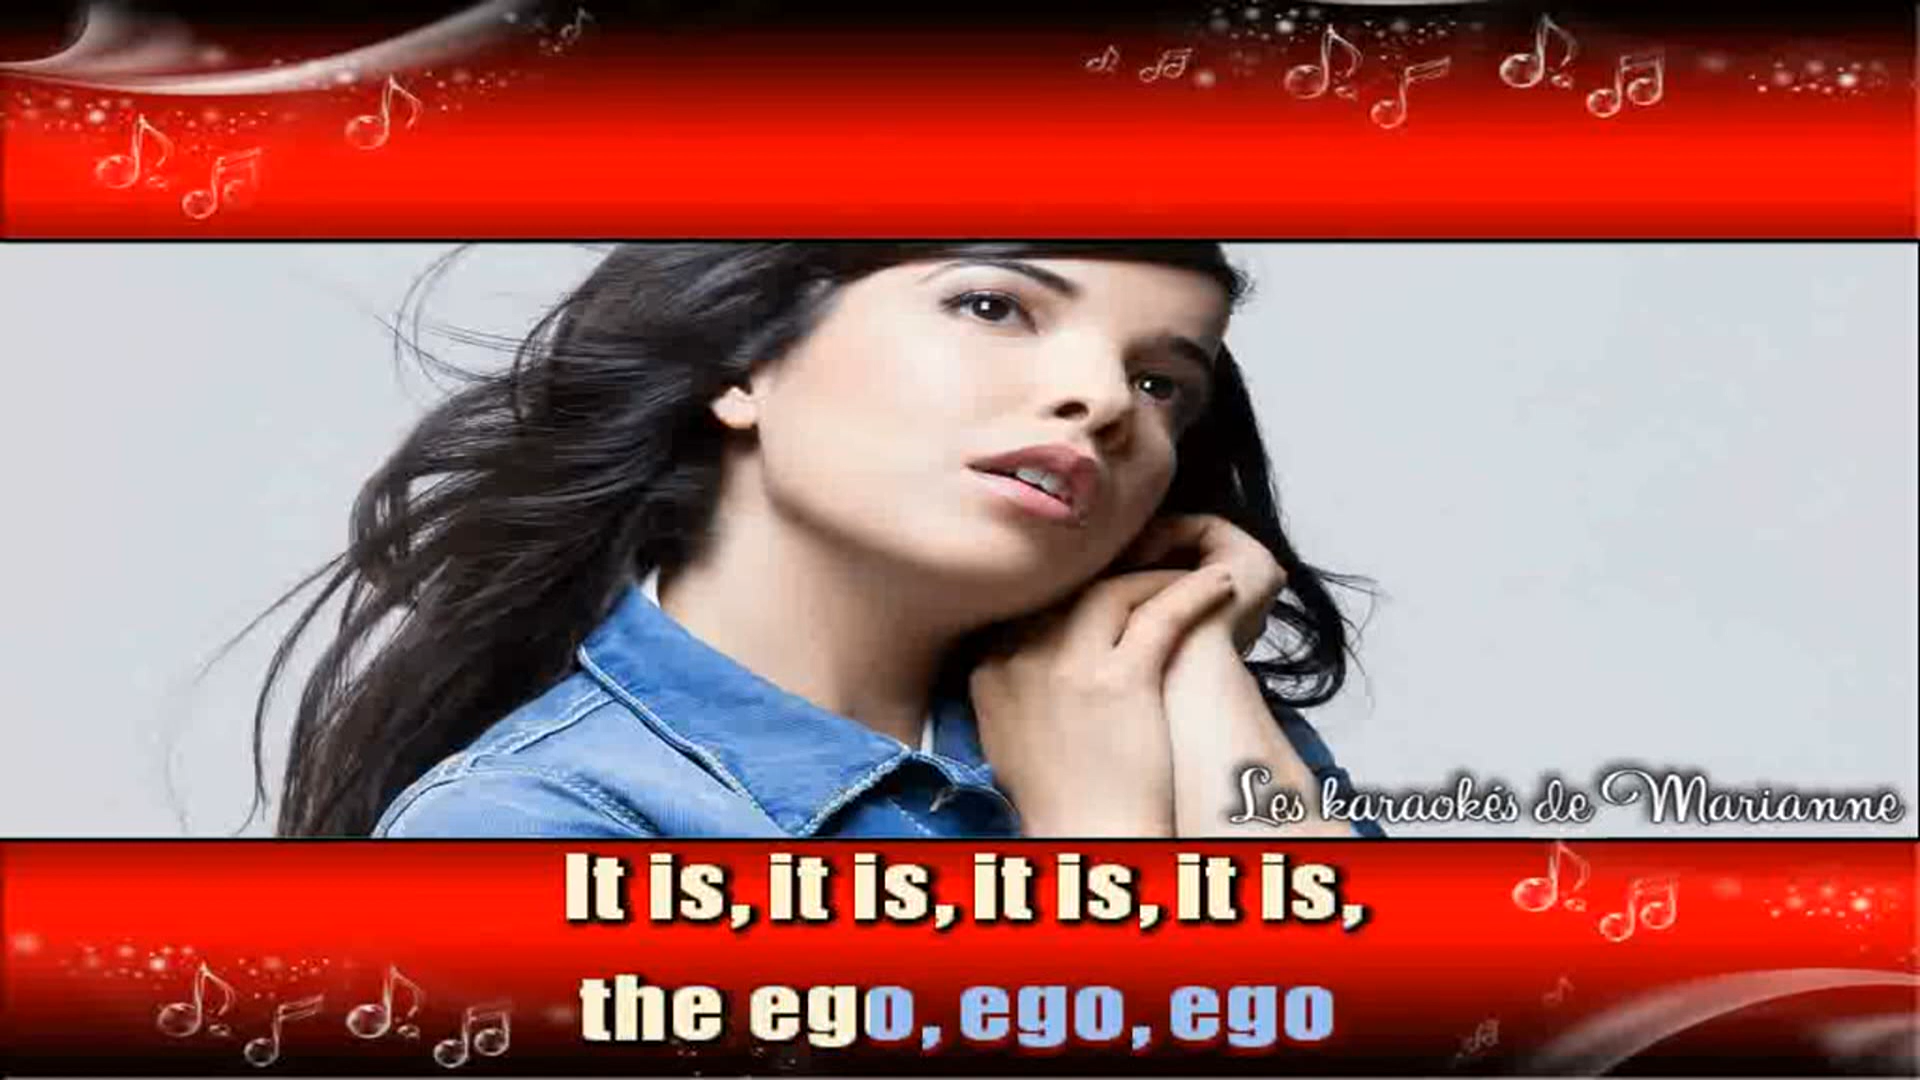 Les karaokés de Marianne
It is, it is, it is, it is,
the ego, ego, ego